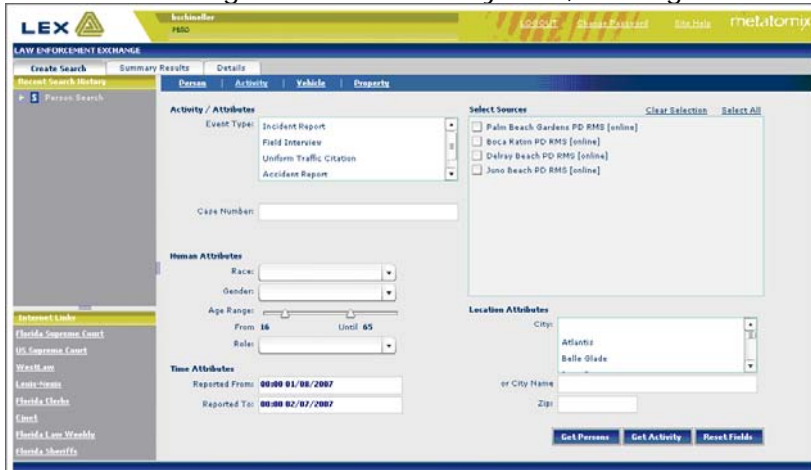 LEX
bschineller
PBSO
LOGOUT Change Password Site Help
metatomix
LAW ENFORCEMENT EXCHANGE
Create Search Summary Results Details
Recent Search History
Person Search
Person | Activity | Vehicle | Property
Activity / Attributes
Event Type:
Incident Report
Field Interview
Uniform Traffic Citation
Accident Report
Case Number:
Select Sources Clear Selection Select All
Palm Beach Gardens PD RMS [online]
Boca Raton PD RMS [online]
Delray Beach PD RMS [online]
Juno Beach PD RMS [online]
Human Attributes
Race:
Gender:
Age Range:
From 16 Until 65
Role:
Time Attributes
Reported From: 00:00 01/08/2007
Reported To: 00:00 02/07/2007
Location Attributes
City:
Atlantis
Belle Glade
or City Name
Zip:
Get Persons Get Activity Reset Fields
Internet Links
Florida Supreme Court
US Supreme Court
WestLaw
Lexis-Nexis
Florida Clerks
Cinet
Florida Law Weekly
Florida Sheriffs